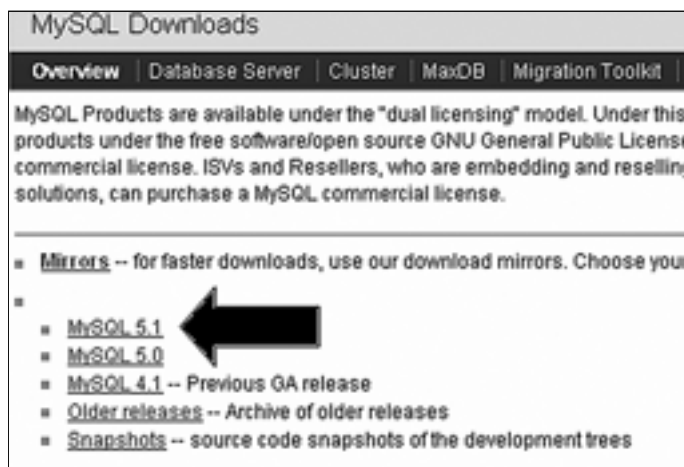 MySQL Downloads
Overview | Database Server | Cluster | MaxDB | Migration Toolkit |
MySQL Products are available under the "dual licensing" model. Under this
products under the free software/open source GNU General Public License
commercial license. ISVs and Resellers, who are embedding and reselling
solutions, can purchase a MySQL commercial license.
Mirrors -- for faster downloads, use our download mirrors. Choose your
MySQL 5.1
MySQL 5.0
MySQL 4.1 -- Previous GA release
Older releases -- Archive of older releases
Snapshots -- source code snapshots of the development trees